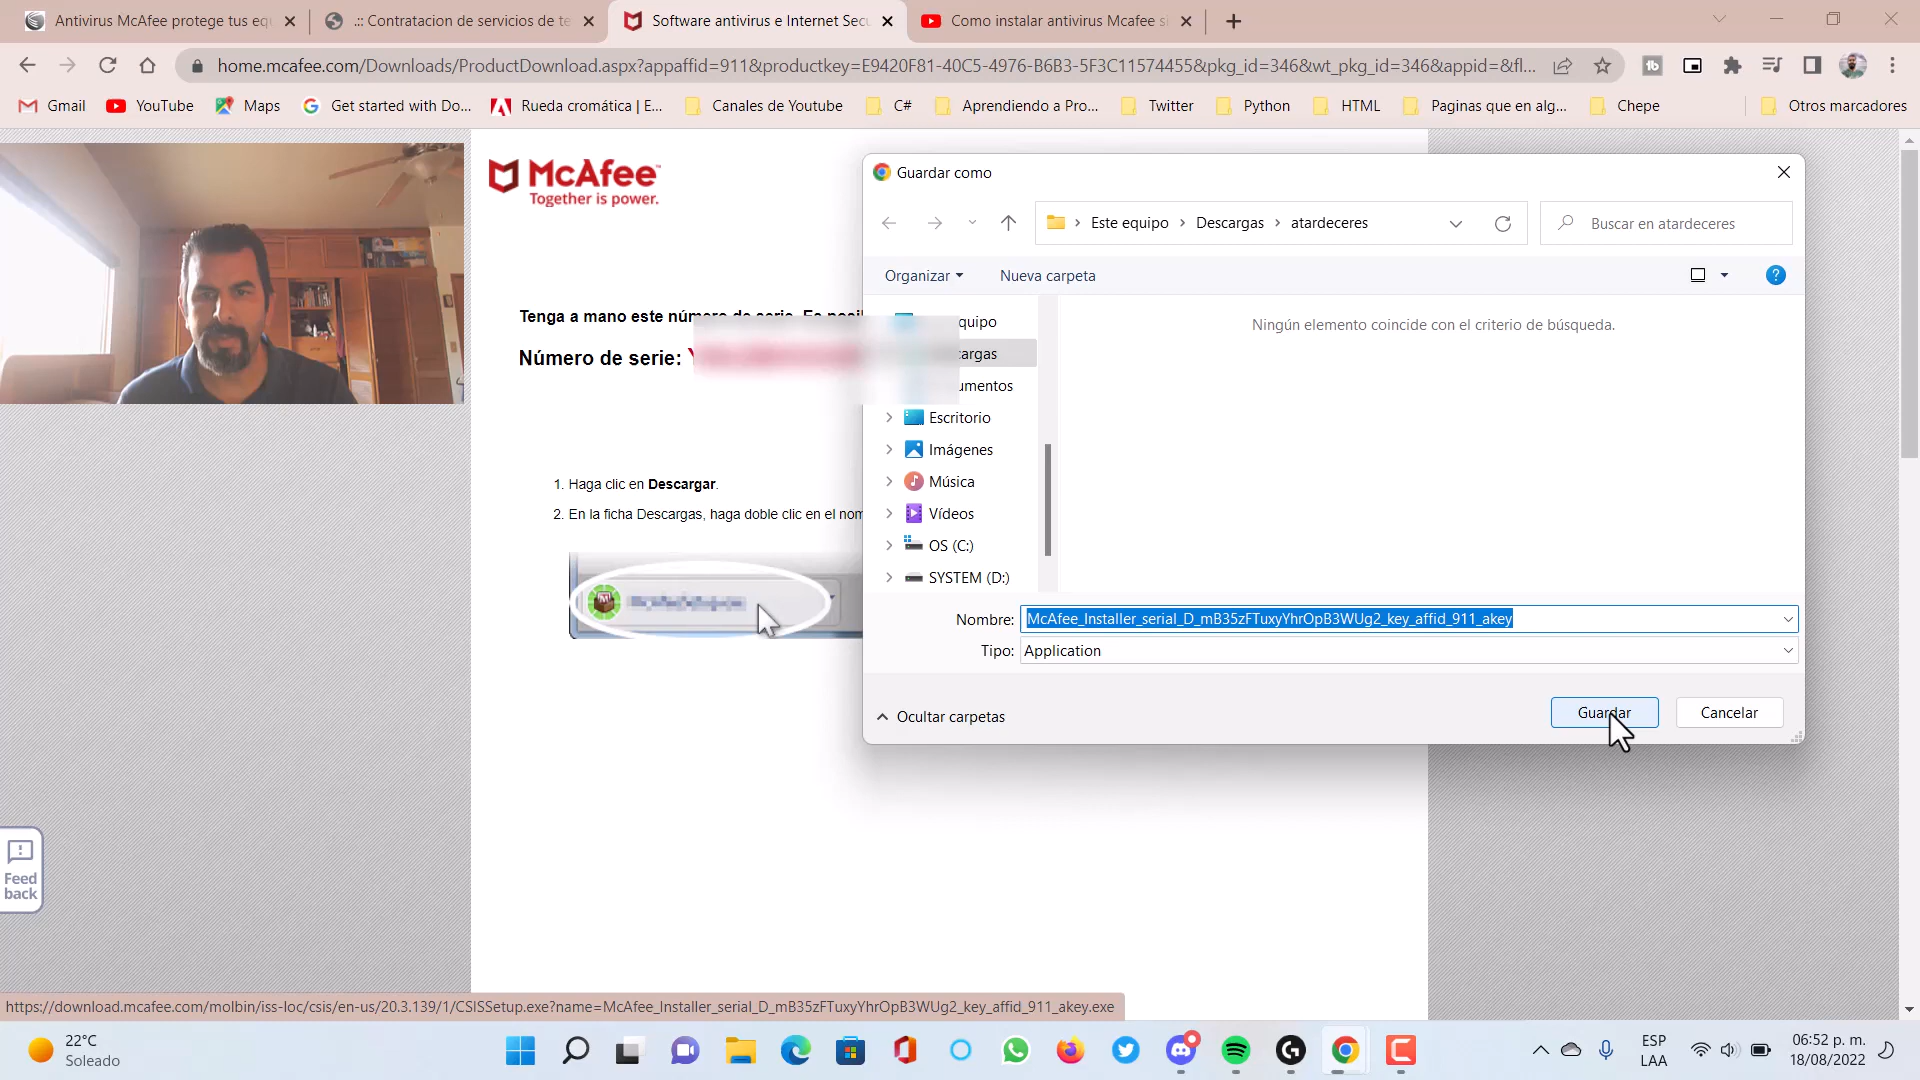 Antivirus McAfee protege tus equ
.:: Contratacion de servicios de te
Software antivirus e Internet Secu
Como instalar antivirus Mcafee si
home.mcafee.com/Downloads/ProductDownload.aspx?appaffid=911&productkey=E9420F81-40C5-4976-B6B3-5F3C11574455&pkg_id=346&wt_pkg_id=346&appid=&fl...
Gmail
YouTube
Maps
Get started with Do...
Rueda cromática | E...
Canales de Youtube
C#
Aprendiendo a Pro...
Twitter
Python
HTML
Paginas que en alg...
Chepe
Otros marcadores
McAfee™
Together is power.
Tenga a mano este número de serie. Es posi
Número de serie:
1. Haga clic en Descargar.
2. En la ficha Descargas, haga doble clic en el nom
Guardar como
Este equipo > Descargas > atardeceres
Buscar en atardeceres
Organizar
Nueva carpeta
quipo
cargas
umentos
Escritorio
Imágenes
Música
Vídeos
OS (C:)
SYSTEM (D:)
Ningún elemento coincide con el criterio de búsqueda.
Nombre: McAfee_Installer_serial_D_mB35zFTuxyYhrOpB3WUg2_key_affid_911_akey
Tipo: Application
Ocultar carpetas
Guardar
Cancelar
Feed
back
https://download.mcafee.com/molbin/iss-loc/csis/en-us/20.3.139/1/CSISSetup.exe?name=McAfee_Installer_serial_D_mB35zFTuxyYhrOpB3WUg2_key_affid_911_akey.exe
22°C
Soleado
ESP
LAA
06:52 p. m.
18/08/2022